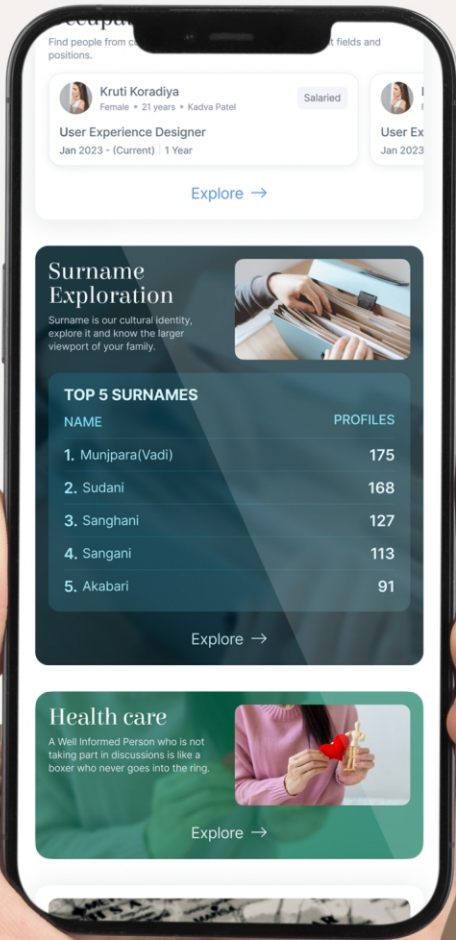 Find people from
fields and
positions.
Kruti Koradiya
Female • 21 years • Kadva Patel
Salaried
User Experience Designer
Jan 2023 - (Current) | 1 Year
User Ex
Jan 2023
Explore →
Surname
Exploration
Surname is our cultural identity,
explore it and know the larger
viewport of your family.
TOP 5 SURNAMES
NAME PROFILES
1. Munjpara(Vadi) 175
2. Sudani 168
3. Sanghani 127
4. Sangani 113
5. Akabari 91
Explore →
Health care
A Well Informed Person who is not
taking part in discussions is like a
boxer who never goes into the ring.
Explore →